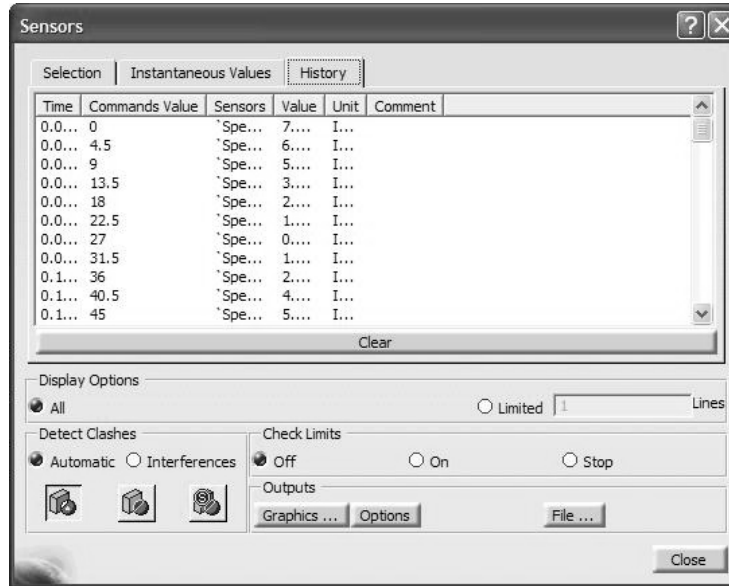 Sensors
Selection Instantaneous Values History
Time Commands Value Sensors Value Unit Comment
0.0... 0 `Spe... 7.... I...
0.0... 4.5 `Spe... 6.... I...
0.0... 9 `Spe... 5.... I...
0.0... 13.5 `Spe... 3.... I...
0.0... 18 `Spe... 2.... I...
0.0... 22.5 `Spe... 1.... I...
0.0... 27 `Spe... 0.... I...
0.0... 31.5 `Spe... 1.... I...
0.1... 36 `Spe... 2.... I...
0.1... 40.5 `Spe... 4.... I...
0.1... 45 `Spe... 5.... I...
Clear
Display Options
All Limited 1 Lines
Detect Clashes Check Limits
Automatic Interferences Off On Stop
Outputs
Graphics ... Options File ...
Close